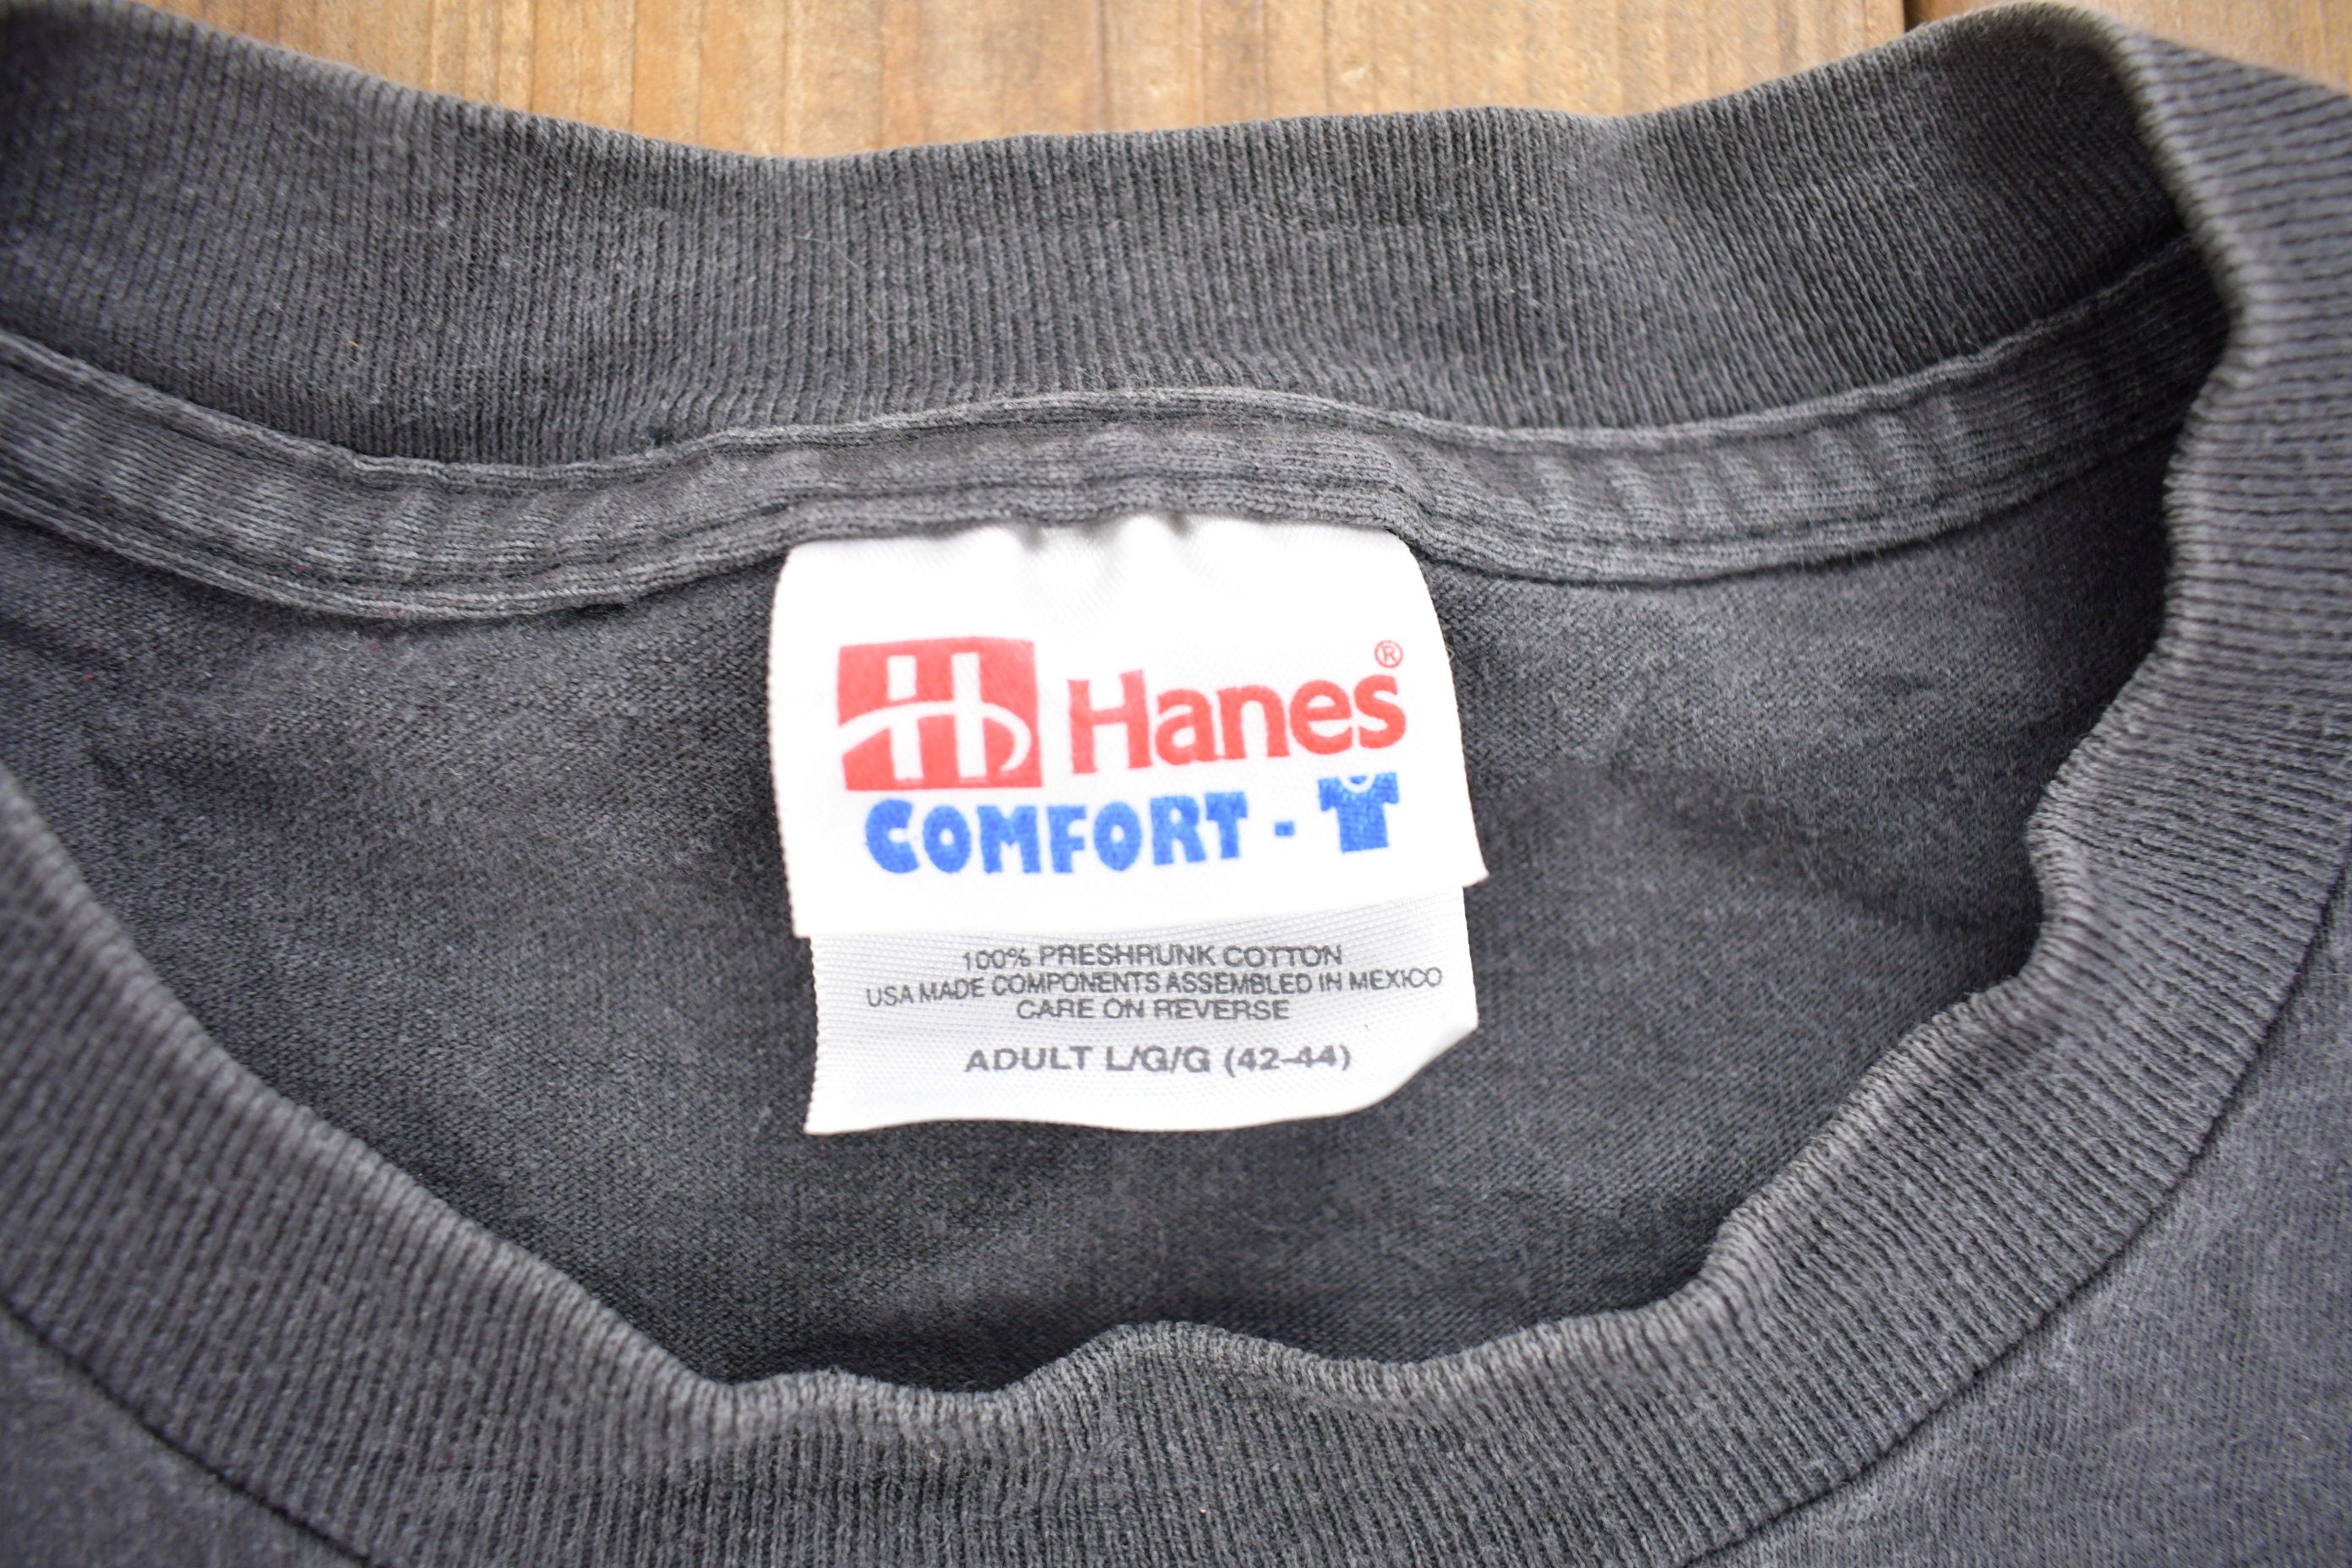 H Hanes®
COMFORT -
100% PRESHRUNK COTTON
USA MADE COMPONENTS ASSEMBLED IN MEXICO
CARE ON REVERSE
ADULT L/G/G (42-44)